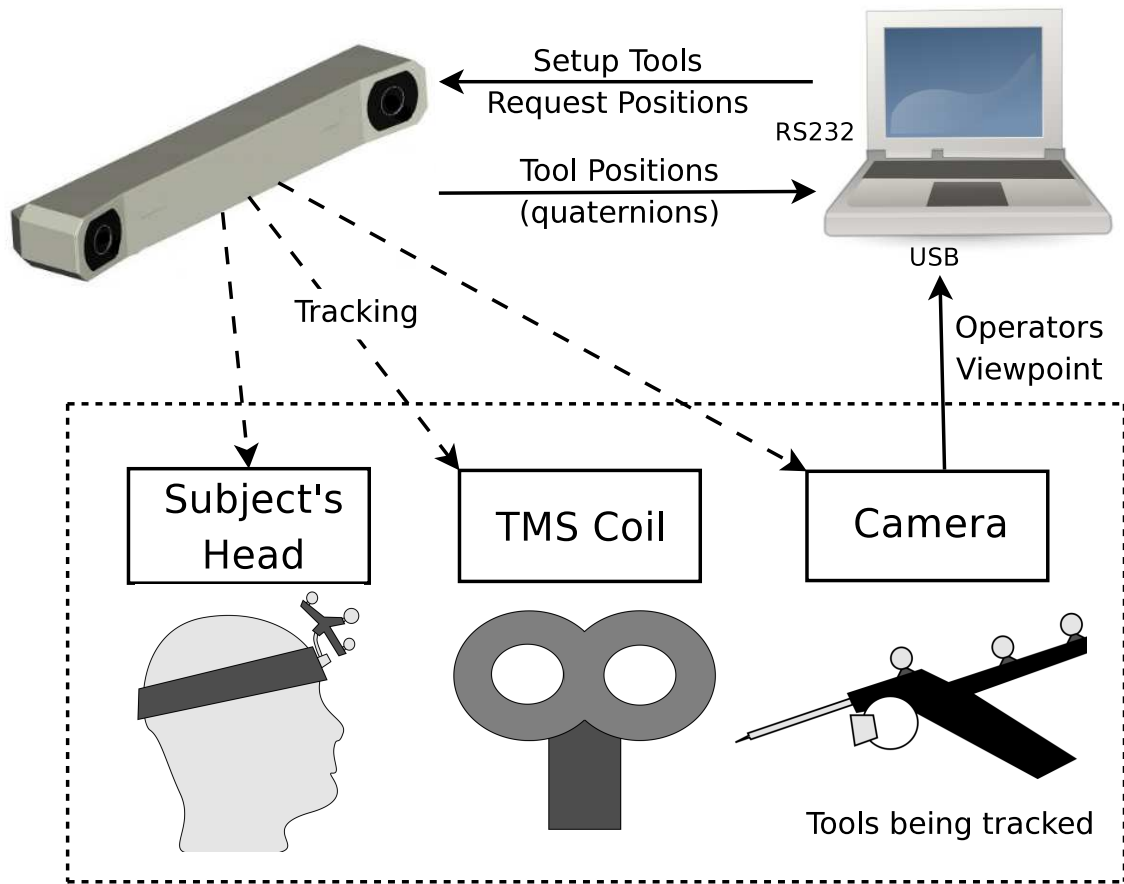 Setup Tools
Request Positions
RS232
Tool Positions
(quaternions)
USB
Tracking
Operators
Viewpoint
Subject's
Head
TMS Coil
Camera
Tools being tracked